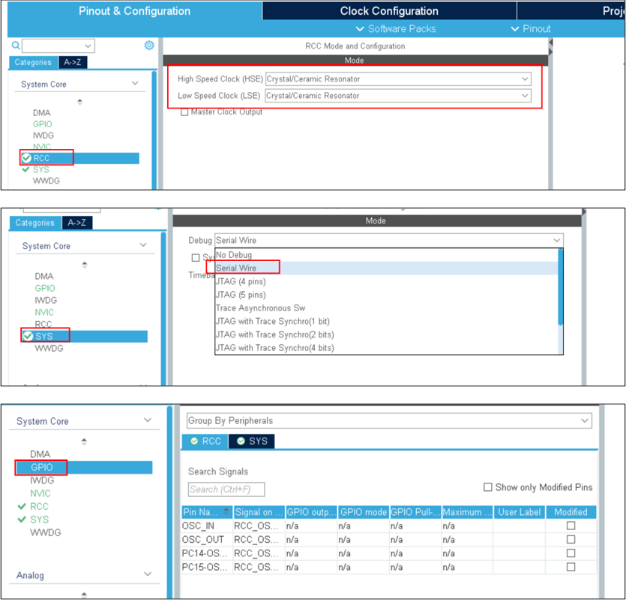 Pinout & Configuration
Clock Configuration
Proje
Software Packs
Pinout
RCC Mode and Configuration
Categories
A->Z
Mode
System Core
High Speed Clock (HSE) Crystal/Ceramic Resonator
Low Speed Clock (LSE) Crystal/Ceramic Resonator
Master Clock Output
DMA
GPIO
IWDG
NVIC
RCC
SYS
WWDG
Categories
A->Z
Mode
System Core
Debug Serial Wire
No Debug
Serial Wire
Timeba
JTAG (4 pins)
JTAG (5 pins)
Trace Asynchronous Sw
JTAG with Trace Synchro(1 bit)
JTAG with Trace Synchro(2 bits)
JTAG with Trace Synchro(4 bits)
DMA
GPIO
IWDG
NVIC
RCC
SYS
WWDG
System Core
DMA
GPIO
IWDG
NVIC
RCC
SYS
WWDG
Analog
Group By Peripherals
RCC
SYS
Search Signals
Search (Ctrl+F)
Show only Modified Pins
Pin Na... Signal on ... GPIO outp... GPIO mode GPIO Pull-... Maximum ... User Label Modified
OSC_IN RCC_OS... n/a n/a n/a n/a
OSC_OUT RCC_OS... n/a n/a n/a n/a
PC14-OS... RCC_OS... n/a n/a n/a n/a
PC15-OS... RCC_OS... n/a n/a n/a n/a